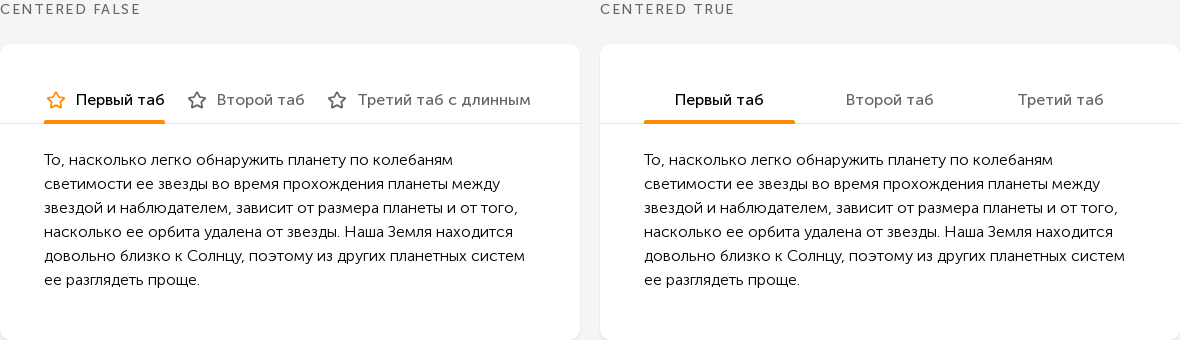 CENTERED FALSE
Первый таб Второй таб Третий таб с длинным
То, насколько легко обнаружить планету по колебаням
светимости ее звезды во время прохождения планеты между
звездой и наблюдателем, зависит от размера планеты и от того,
насколько ее орбита удалена от звезды. Наша Земля находится
довольно близко к Солнцу, поэтому из других планетных систем
ее разглядеть проще.
CENTERED TRUE
Первый таб Второй таб Третий таб
То, насколько легко обнаружить планету по колебаням
светимости ее звезды во время прохождения планеты между
звездой и наблюдателем, зависит от размера планеты и от того,
насколько ее орбита удалена от звезды. Наша Земля находится
довольно близко к Солнцу, поэтому из других планетных систем
ее разглядеть проще.